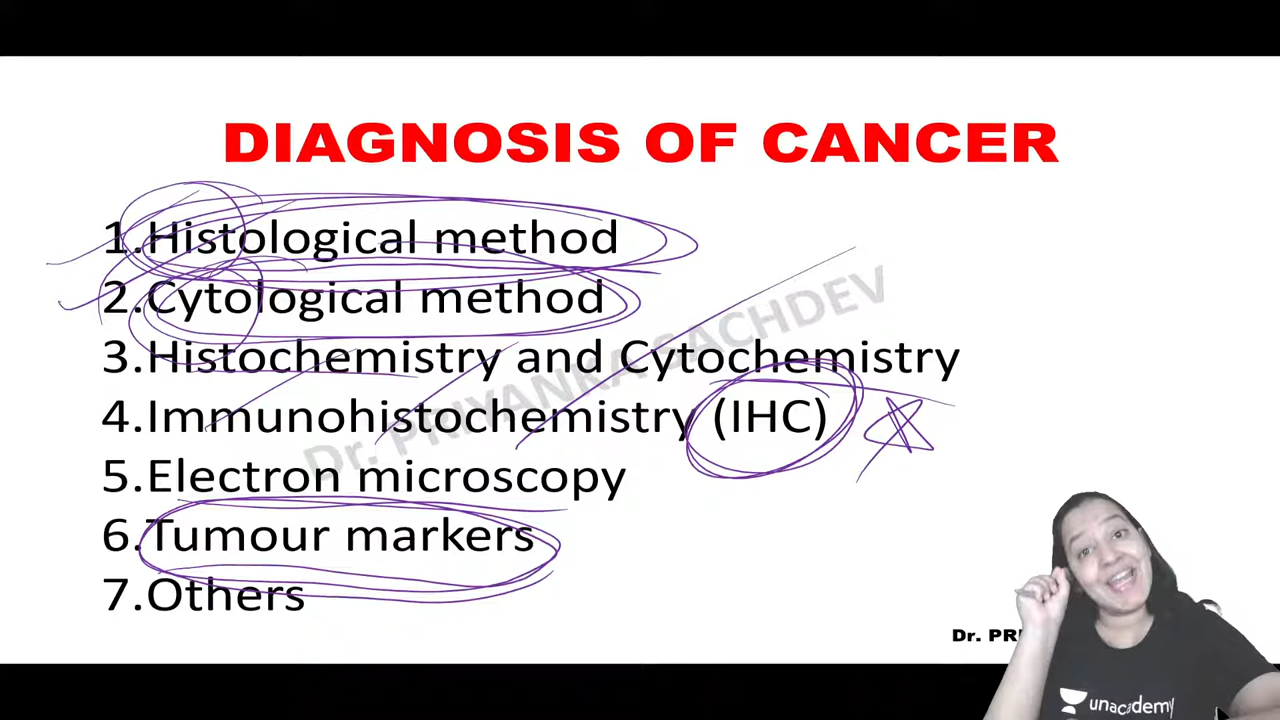 DIAGNOSIS OF CANCER
1.Histological method
2.Cytological method
3.Histochemistry and Cytochemistry
4.Immunohistochemistry (IHC)
5.Electron microscopy
6.Tumour markers
7.Others
Dr. PRIYANKA SACHDEV
Dr.
unacademy